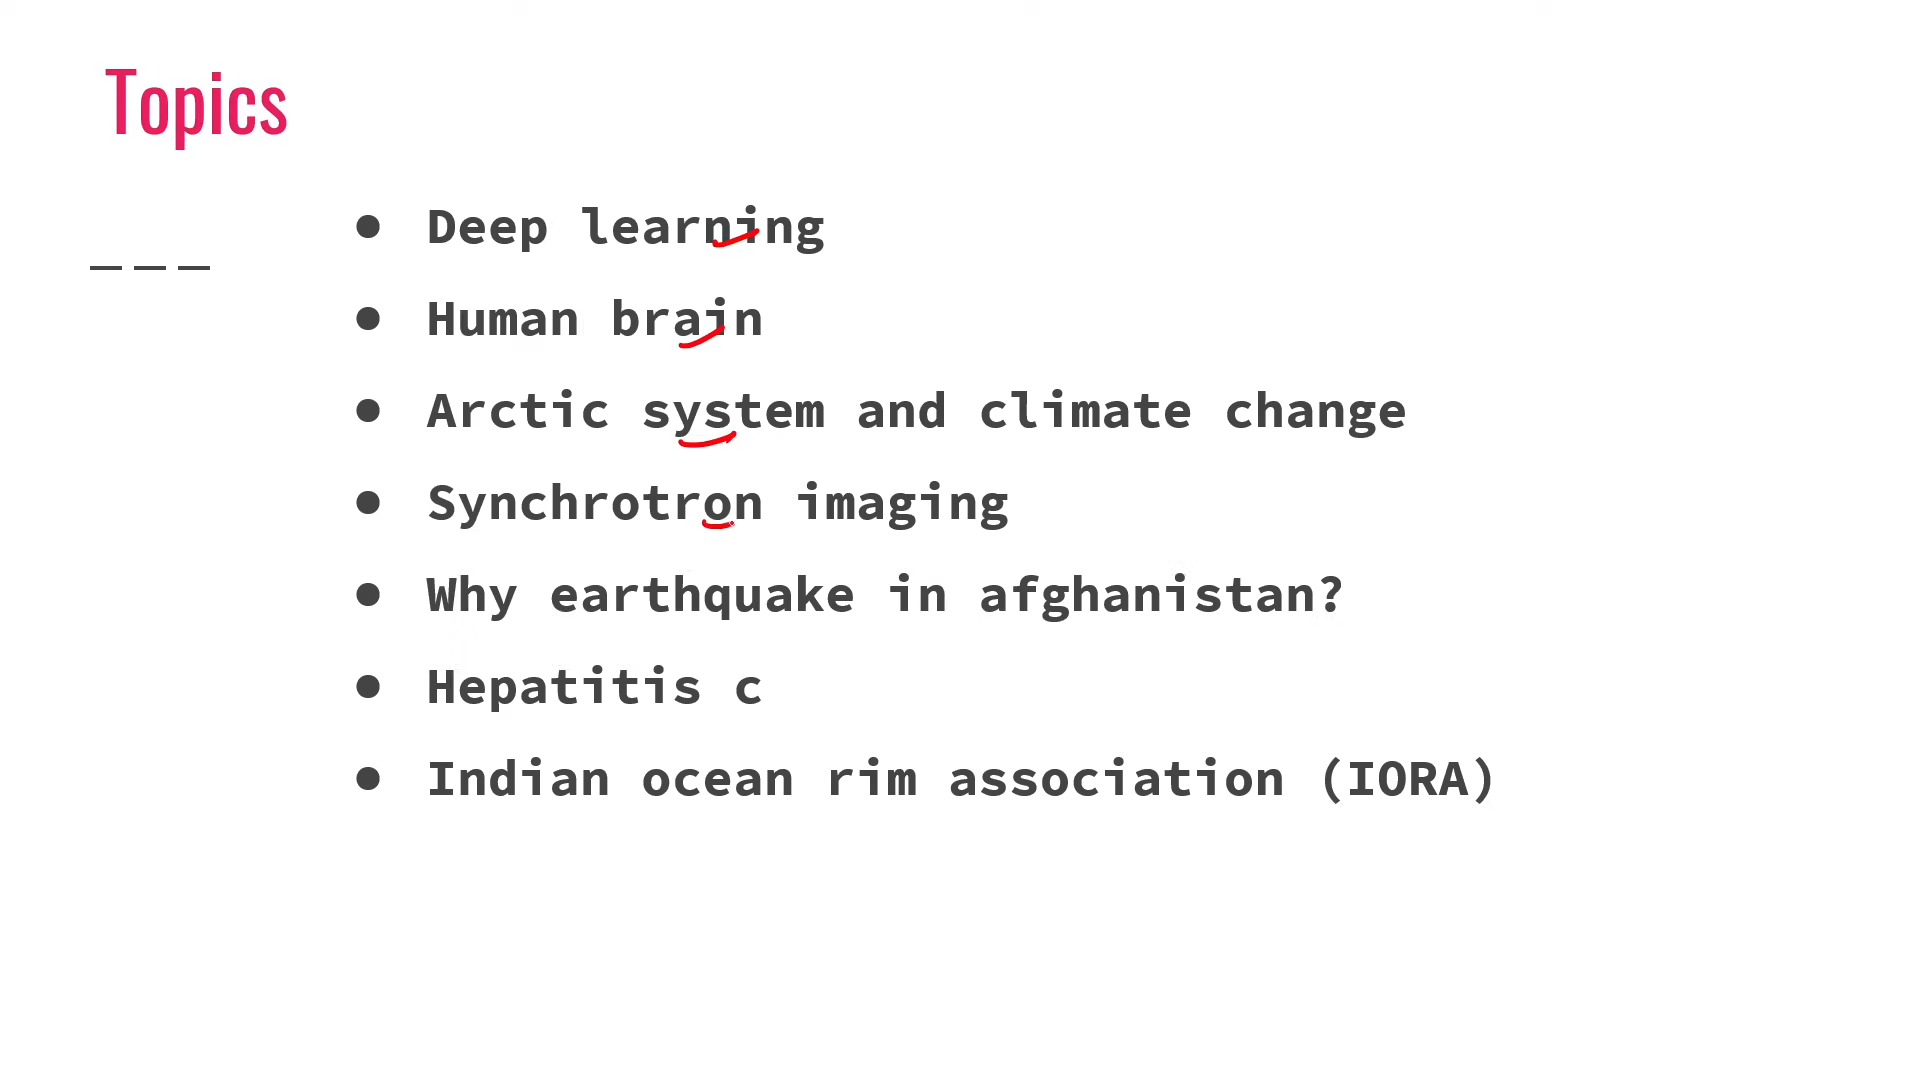 Topics
● Deep learning
● Human brain
● Arctic system and climate change
● Synchrotron imaging
● Why earthquake in afghanistan?
● Hepatitis c
● Indian ocean rim association (IORA)